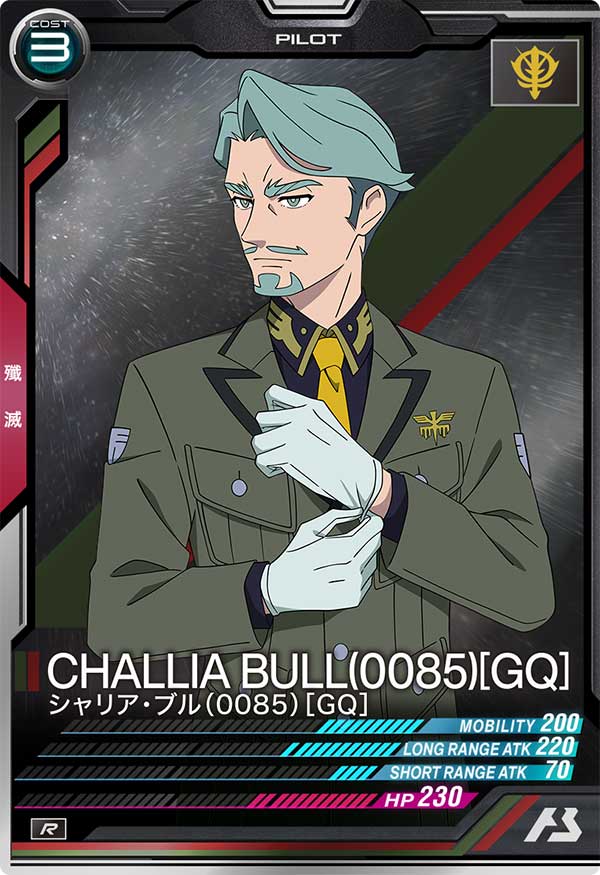 COST
3
PILOT
殲滅
CHALLIA BULL(0085)[GQ]
シャリア・ブル(0085) [GQ]
MOBILITY 200
LONG RANGE ATK 220
SHORT RANGE ATK 70
HP 230
R